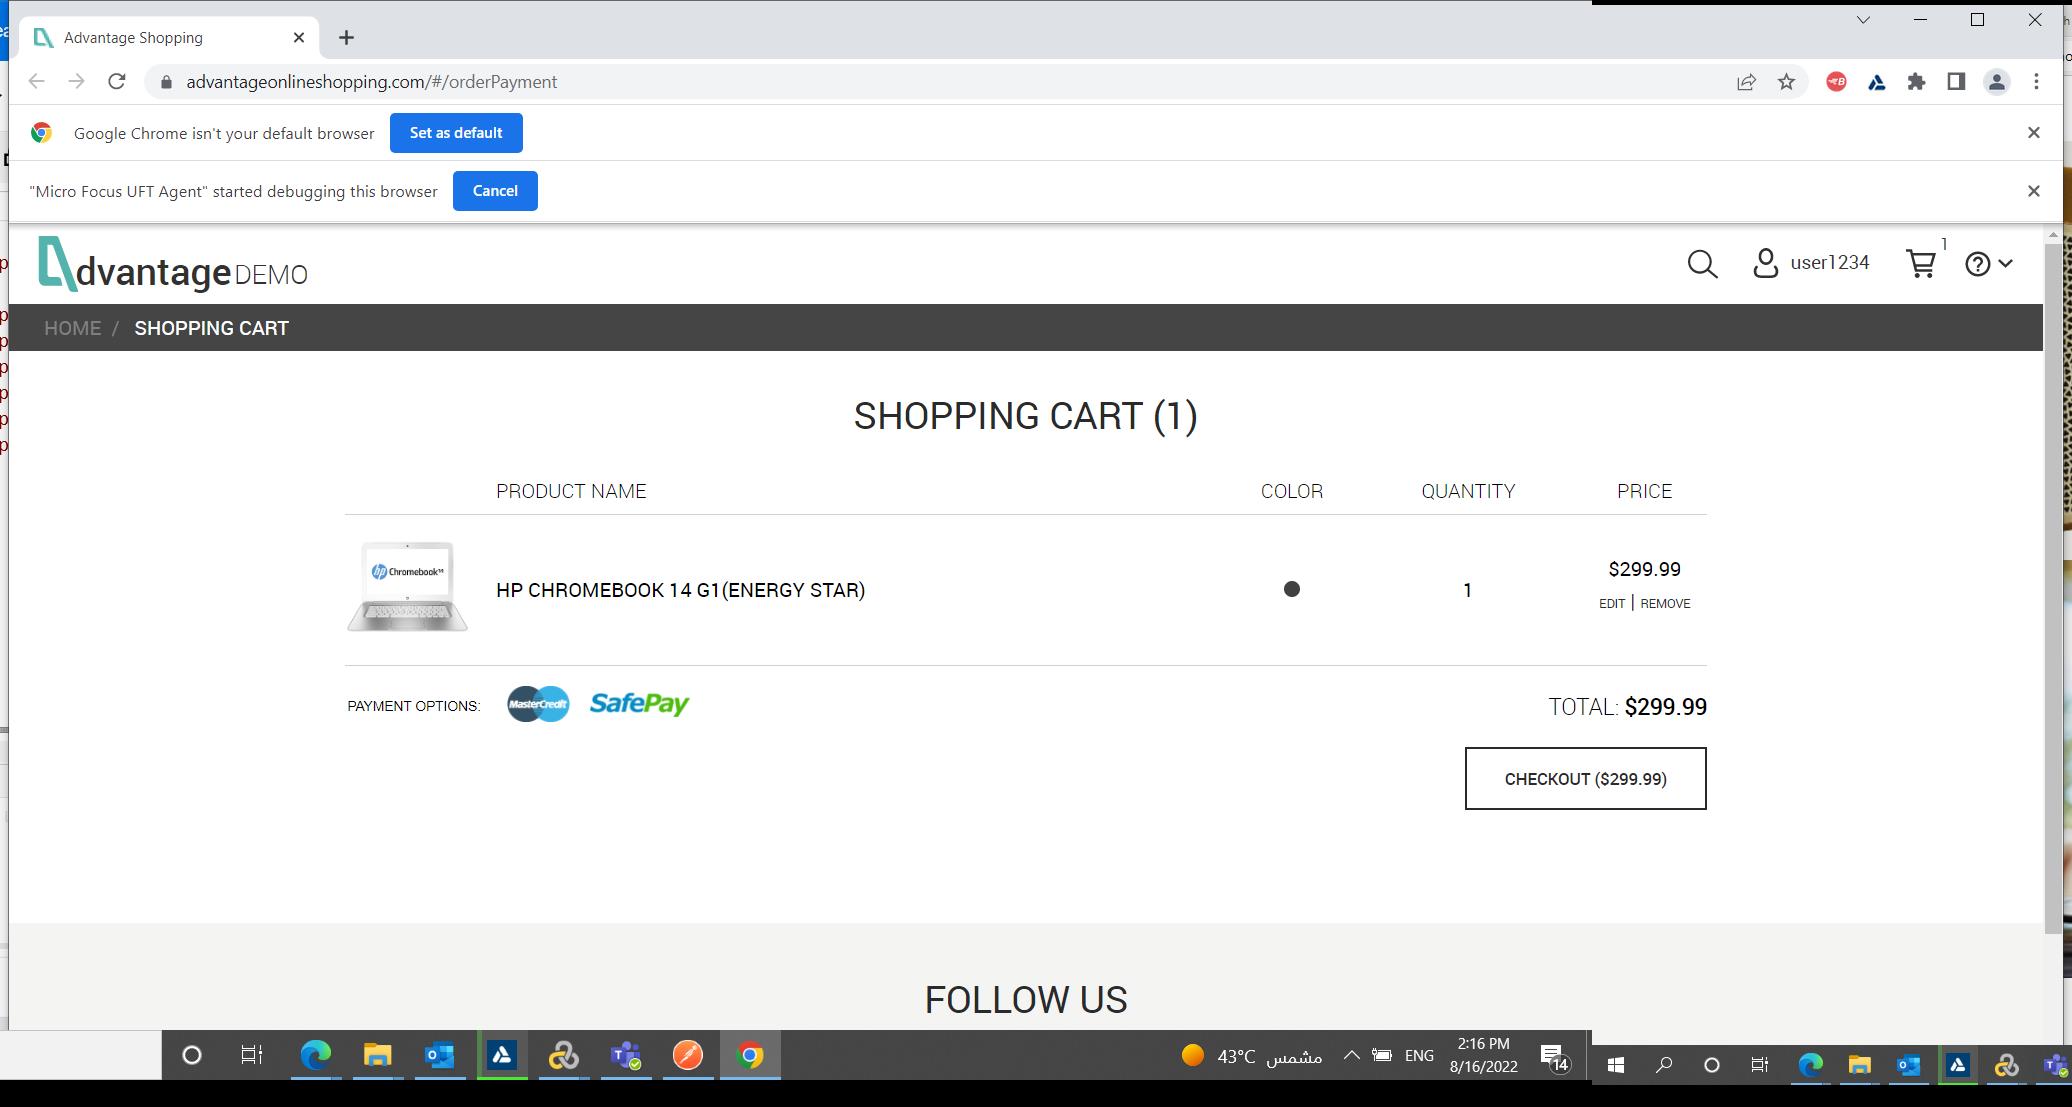 Advantage Shopping
advantageonlineshopping.com/#/orderPayment
Google Chrome isn't your default browser Set as default
"Micro Focus UFT Agent" started debugging this browser Cancel
dvantage DEMO
user1234 1
HOME / SHOPPING CART
SHOPPING CART (1)
PRODUCT NAME COLOR QUANTITY PRICE
hp Chromebook 14
HP CHROMEBOOK 14 G1(ENERGY STAR) 1 $299.99
EDIT | REMOVE
PAYMENT OPTIONS: MasterCredit SafePay TOTAL: $299.99
CHECKOUT ($299.99)
FOLLOW US
43°C مشمس ENG 2:16 PM
8/16/2022 14